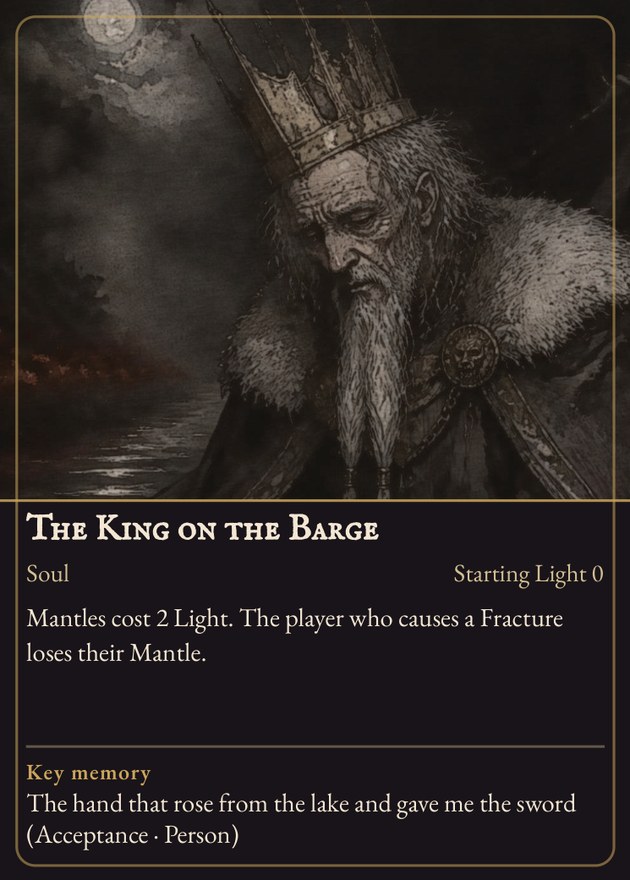 The King on the Barge
Soul
Starting Light 0
Mantles cost 2 Light. The player who causes a Fracture
loses their Mantle.
Key memory
The hand that rose from the lake and gave me the sword
(Acceptance · Person)